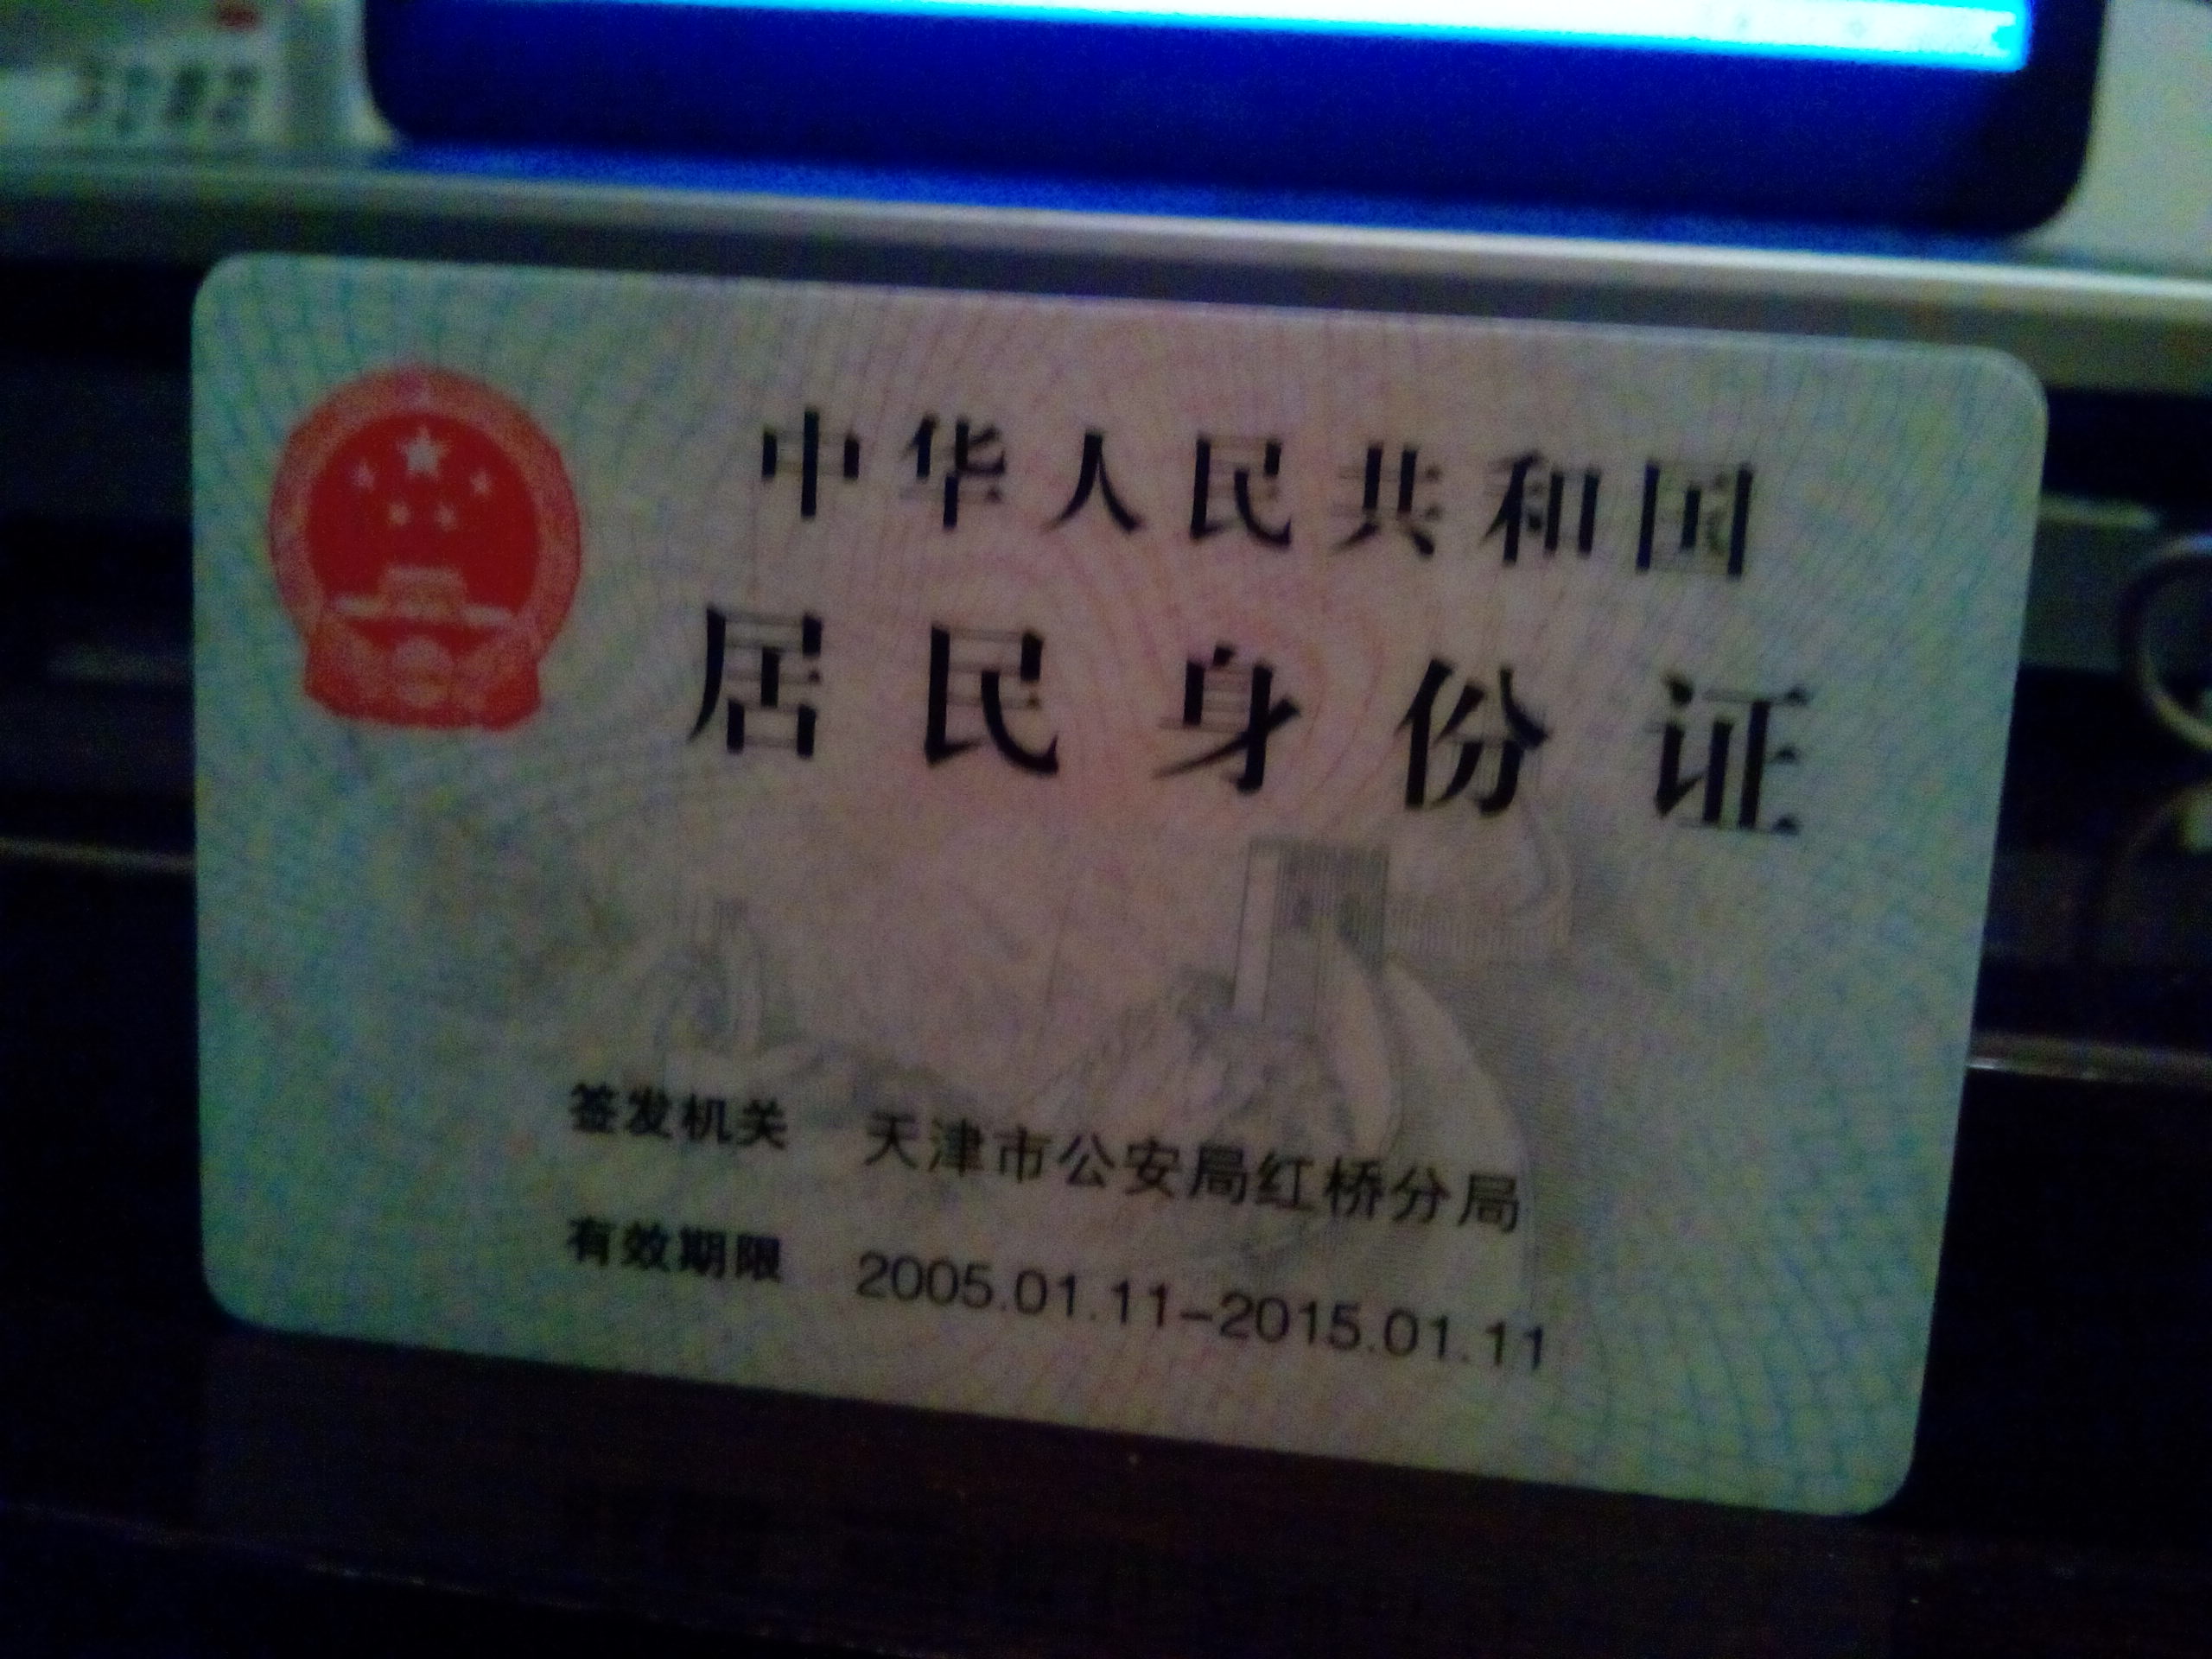 中华人民共和国
居民身份证
签发机关 天津市公安局红桥分局
有效期限 2005.01.11-2015.01.11